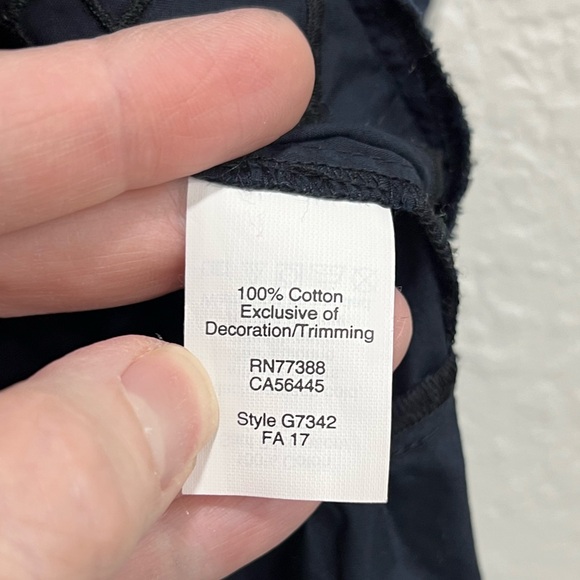 100% Cotton
Exclusive of
Decoration/Trimming
RN77388
CA56445
Style G7342
FA 17